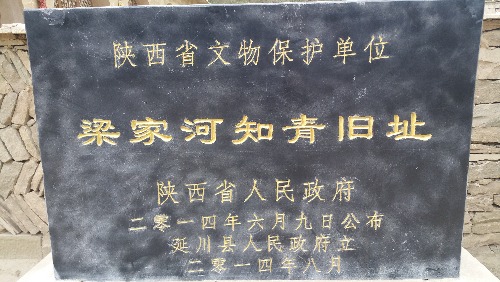 陕西省文物保护单位
梁家河知青旧址
陕西省人民政府
二零一四年六月九日公布
延川县人民政府立
二零一四年八月